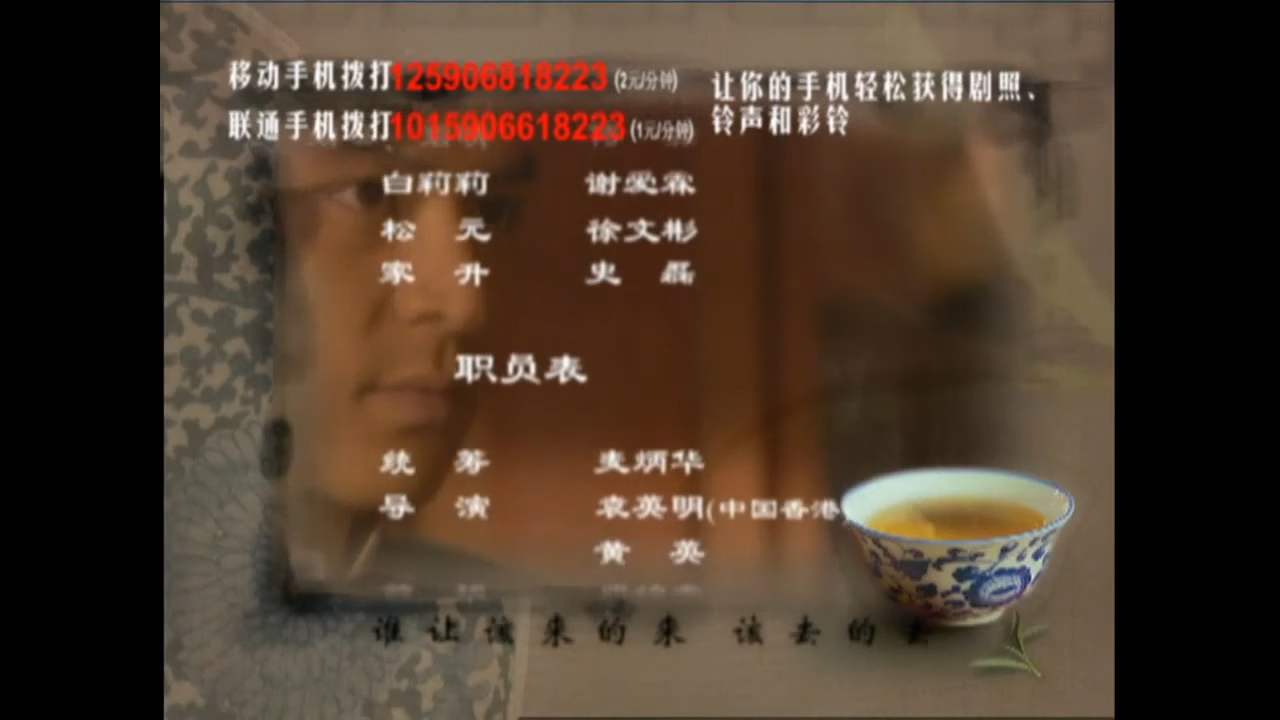 移动手机拨打125906818223(2元/分钟)
联通手机拨打1015906618223(1元/分钟)
让你的手机轻松获得剧照、
铃声和彩铃
白莉莉 谢爱霖
松 元 徐文彬
家 升 史 磊
职员表
统 筹 麦炳华
导 演 袁英明(中国香港
黄 英
谁让该来的来 该去的去